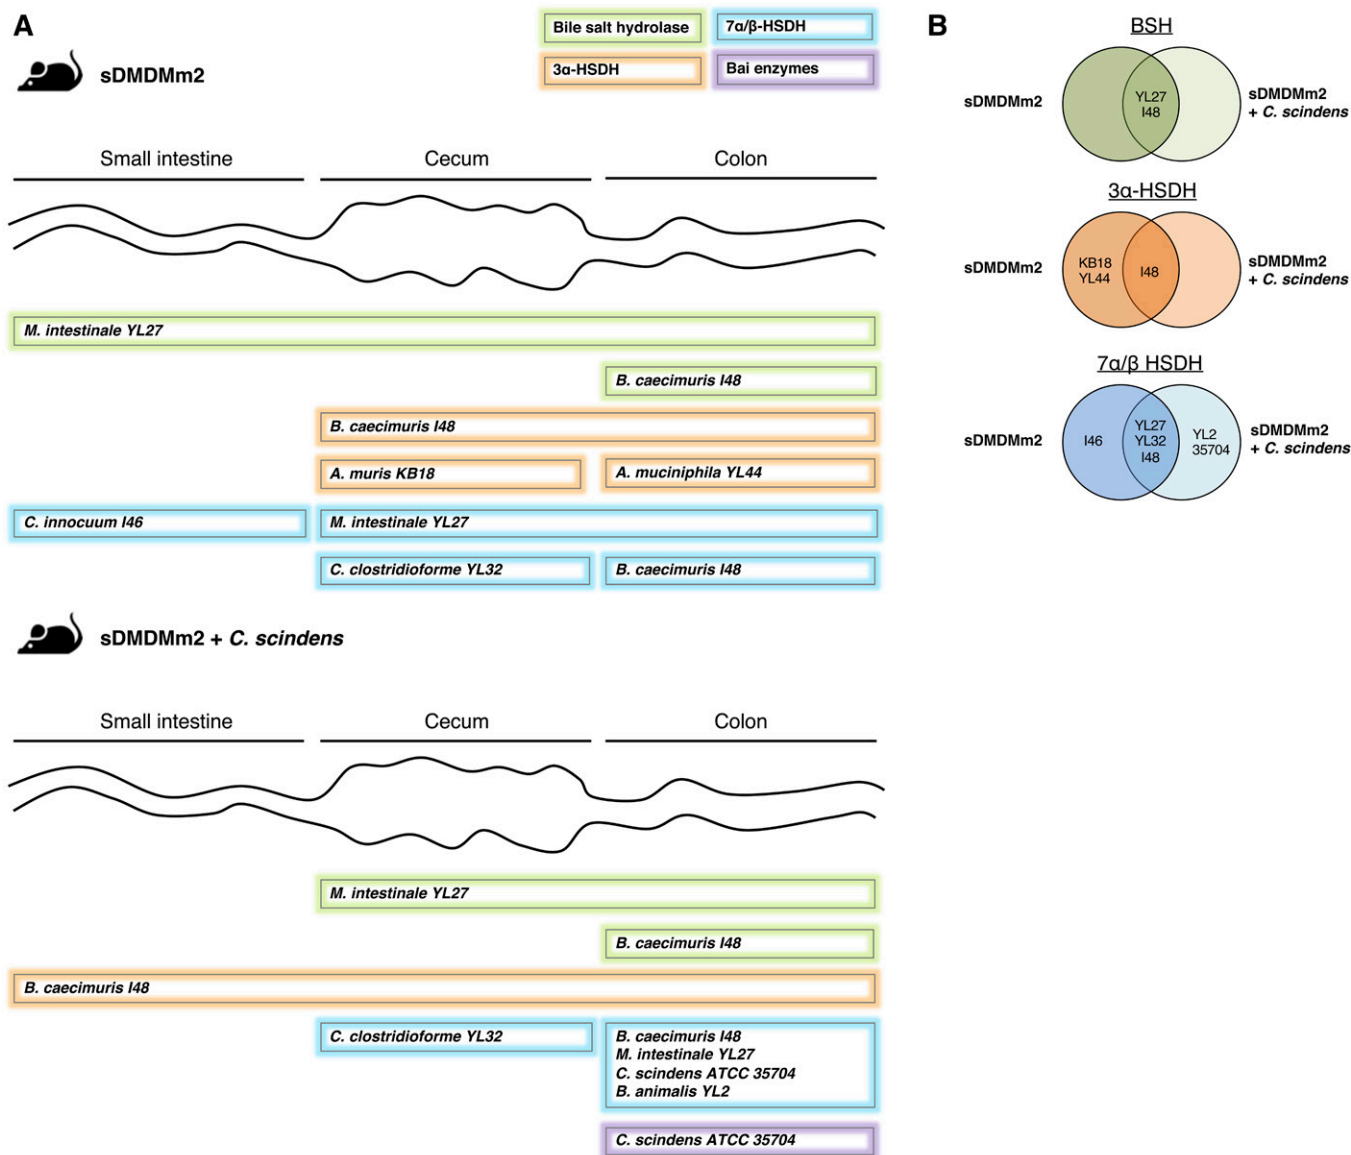 A
Bile salt hydrolase
7α/β-HSDH
3α-HSDH
Bai enzymes
sDMDMm2
Small intestine
Cecum
Colon
M. intestinale YL27
B. caecimuris I48
B. caecimuris I48
A. muris KB18
A. muciniphila YL44
C. innocuum I46
M. intestinale YL27
C. clostridioforme YL32
B. caecimuris I48
sDMDMm2 + C. scindens
Small intestine
Cecum
Colon
M. intestinale YL27
B. caecimuris I48
B. caecimuris I48
C. clostridioforme YL32
B. caecimuris I48
M. intestinale YL27
C. scindens ATCC 35704
B. animalis YL2
C. scindens ATCC 35704
B
BSH
sDMDMm2
YL27
I48
sDMDMm2
+ C. scindens
3α-HSDH
sDMDMm2
KB18
YL44
I48
sDMDMm2
+ C. scindens
7α/β HSDH
sDMDMm2
I46
YL27
YL32
I48
YL2
35704
sDMDMm2
+ C. scindens